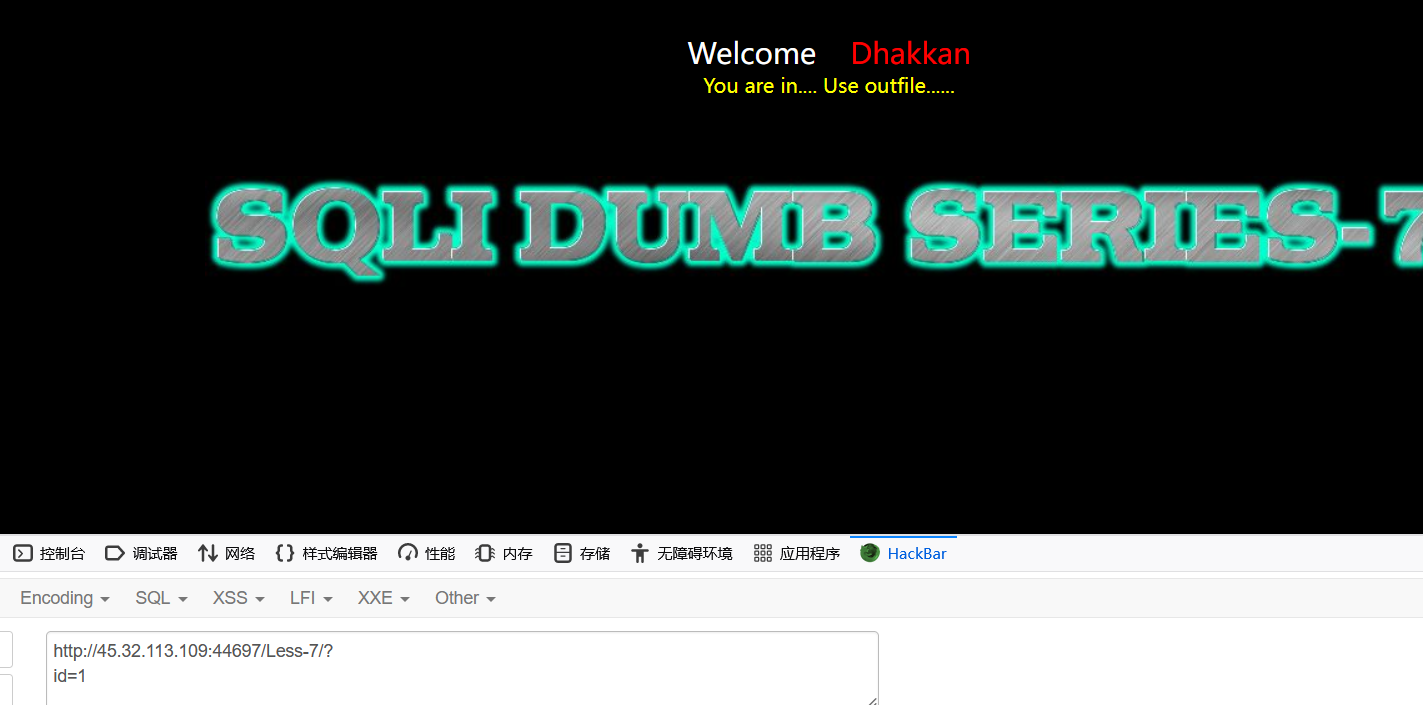 Welcome Dhakkan
You are in.... Use outfile......
SQLI DUMB SERIES-7
控制台 调试器 网络 样式编辑器 性能 内存 存储 无障碍环境 应用程序 HackBar
Encoding SQL XSS LFI XXE Other
http://45.32.113.109:44697/Less-7/?
id=1